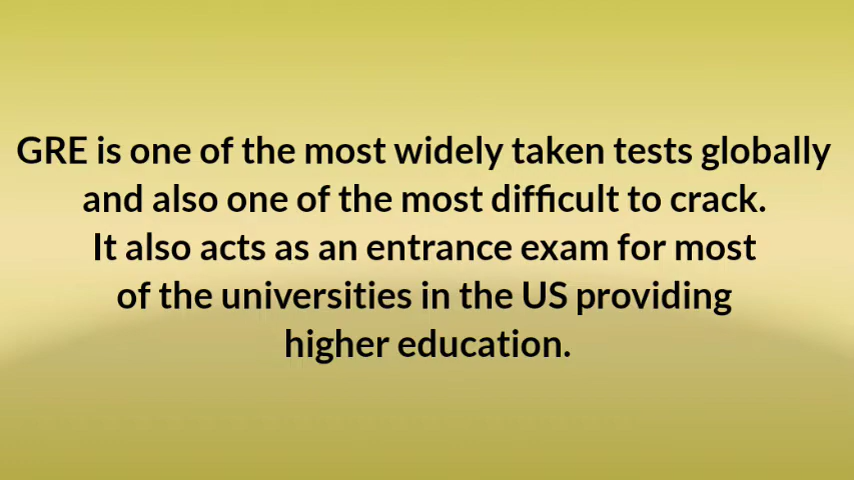 GRE is one of the most widely taken tests globally
and also one of the most difficult to crack.
It also acts as an entrance exam for most
of the universities in the US providing
higher education.